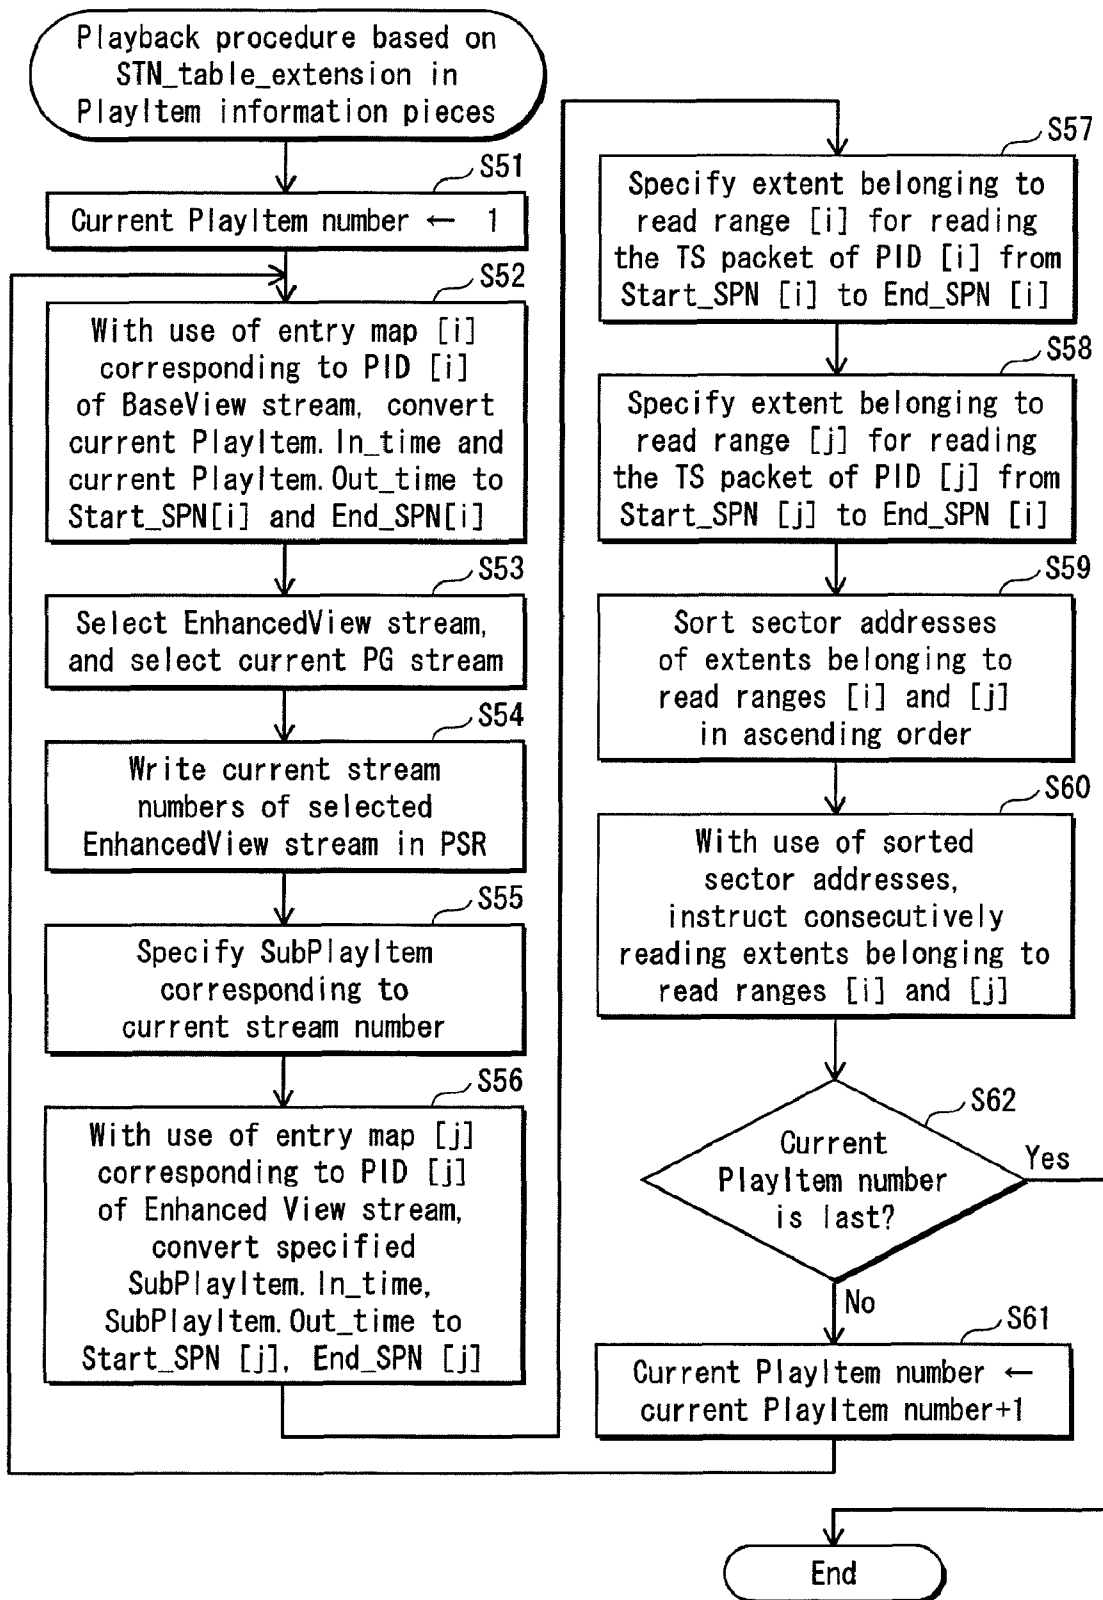 Playback procedure based on
STN_table_extension in
PlayItem information pieces
S51
Current PlayItem number ← 1
S52
With use of entry map [i]
corresponding to PID [i]
of BaseView stream, convert
current PlayItem.In_time and
current PlayItem.Out_time to
Start_SPN[i] and End_SPN[i]
S53
Select EnhancedView stream,
and select current PG stream
S54
Write current stream
numbers of selected
EnhancedView stream in PSR
S55
Specify SubPlayItem
corresponding to
current stream number
S56
With use of entry map [j]
corresponding to PID [j]
of Enhanced View stream,
convert specified
SubPlayItem.In_time,
SubPlayItem.Out_time to
Start_SPN [j], End_SPN [j]
S57
Specify extent belonging to
read range [i] for reading
the TS packet of PID [i] from
Start_SPN [i] to End_SPN [i]
S58
Specify extent belonging to
read range [j] for reading
the TS packet of PID [j] from
Start_SPN [j] to End_SPN [i]
S59
Sort sector addresses
of extents belonging to
read ranges [i] and [j]
in ascending order
S60
With use of sorted
sector addresses,
instruct consecutively
reading extents belonging to
read ranges [i] and [j]
S62
Current
PlayItem number
is last?
Yes
No
S61
Current PlayItem number ←
current PlayItem number+1
End